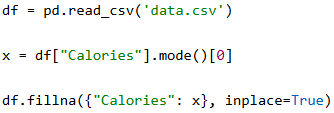 df = pd.read_csv('data.csv')
x = df["Calories"].mode()[0]
df.fillna({"Calories": x}, inplace=True)